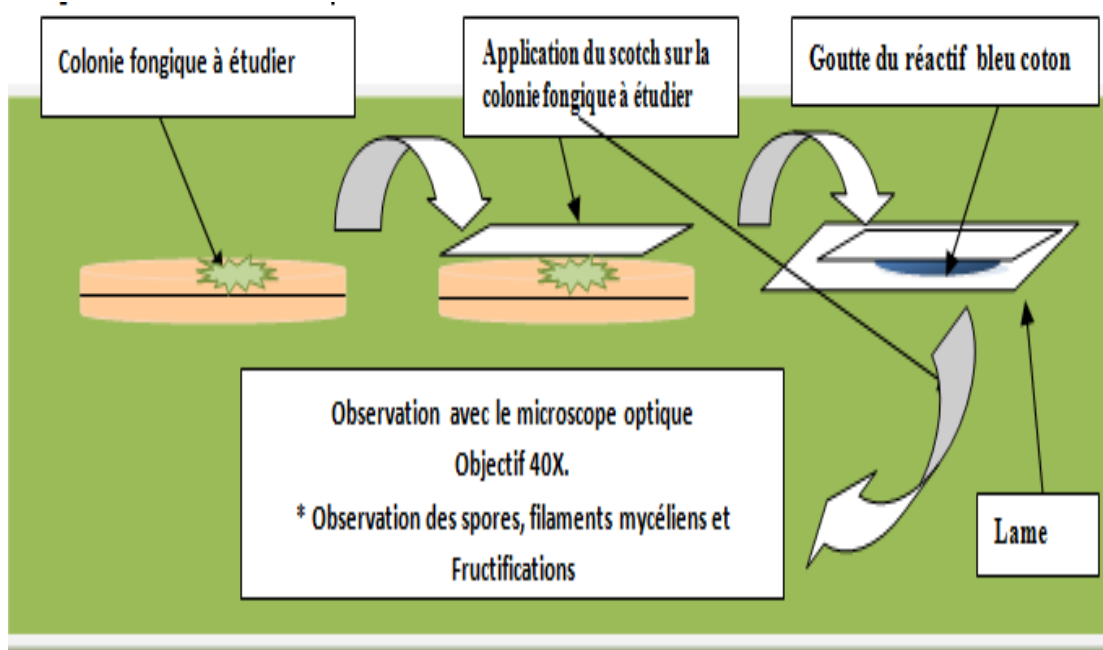 Colonie fongique à étudier
Application du scotch sur la
colonie fongique à étudier
Goutte du réactif bleu coton
Observation avec le microscope optique
Objectif 40X.
* Observation des spores, filaments mycéliens et
Fructifications
Lame